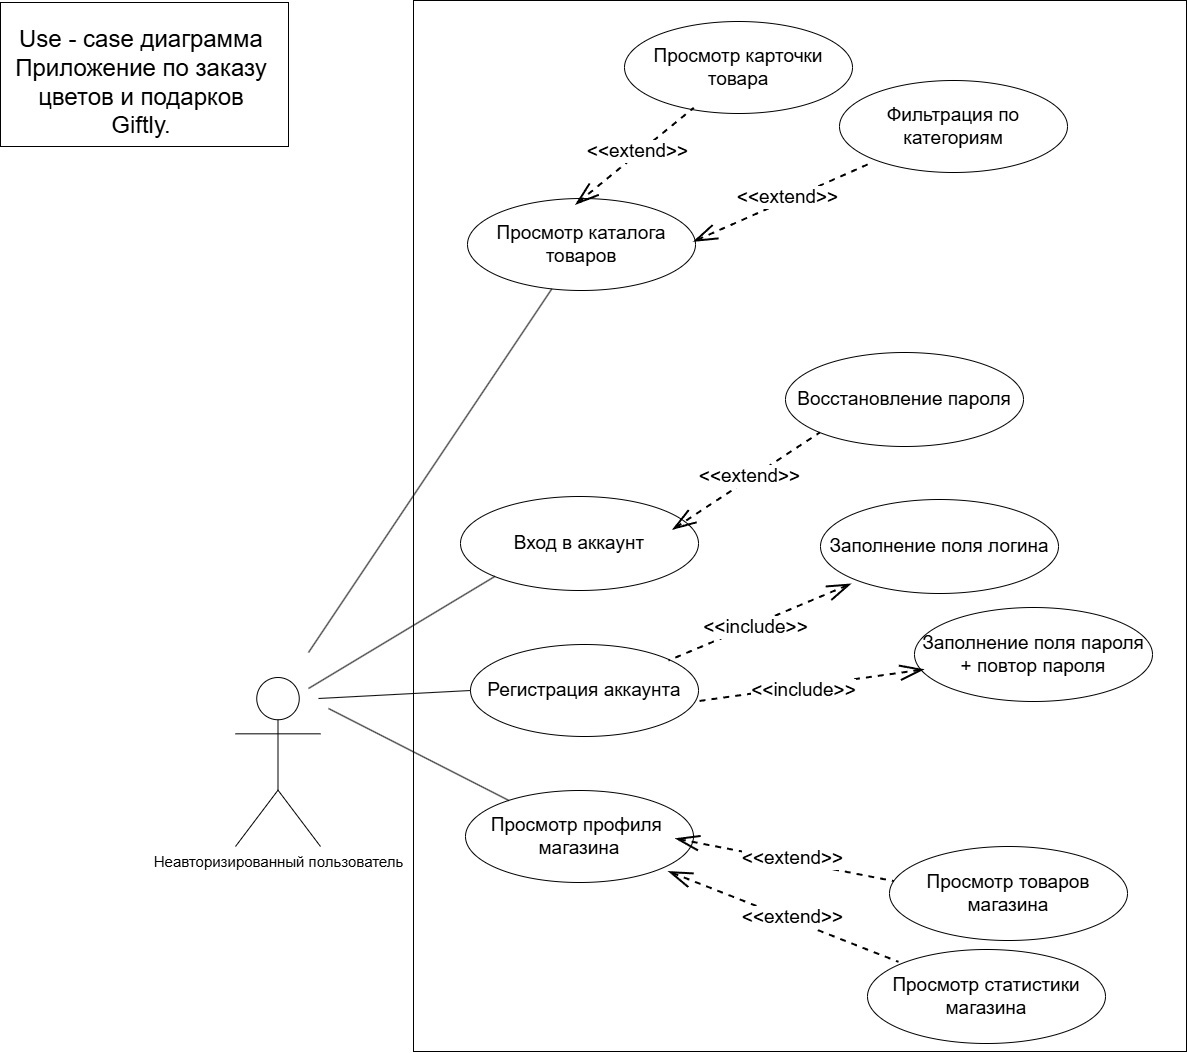 Use - case диаграмма
Приложение по заказу
цветов и подарков
Giftly.
Просмотр карточки
товара
Фильтрация по
категориям
<<extend>>
<<extend>>
Просмотр каталога
товаров
Восстановление пароля
<<extend>>
Вход в аккаунт
Заполнение поля логина
<<include>>
Заполнение поля пароля
+ повтор пароля
Регистрация аккаунта
<<include>>
Просмотр профиля
магазина
<<extend>>
Неавторизированный пользователь
Просмотр товаров
магазина
<<extend>>
Просмотр статистики
магазина